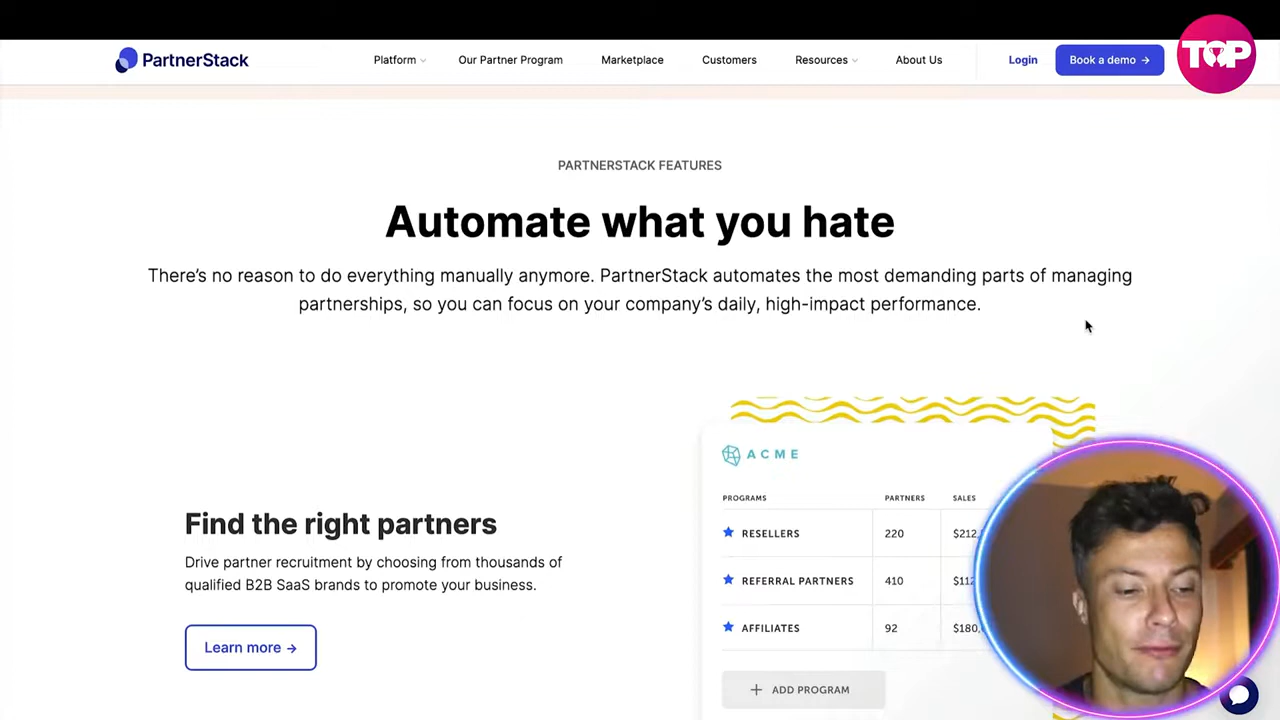 PartnerStack
Platform
Our Partner Program
Marketplace
Customers
Resources
About Us
Login
Book a demo →
TOP
PARTNERSTACK FEATURES
Automate what you hate
There's no reason to do everything manually anymore. PartnerStack automates the most demanding parts of managing
partnerships, so you can focus on your company's daily, high-impact performance.
Find the right partners
Drive partner recruitment by choosing from thousands of
qualified B2B SaaS brands to promote your business.
Learn more →
ACME
PROGRAMS PARTNERS SALES
RESELLERS 220 $212,
REFERRAL PARTNERS 410 $112
AFFILIATES 92 $180,
+ ADD PROGRAM